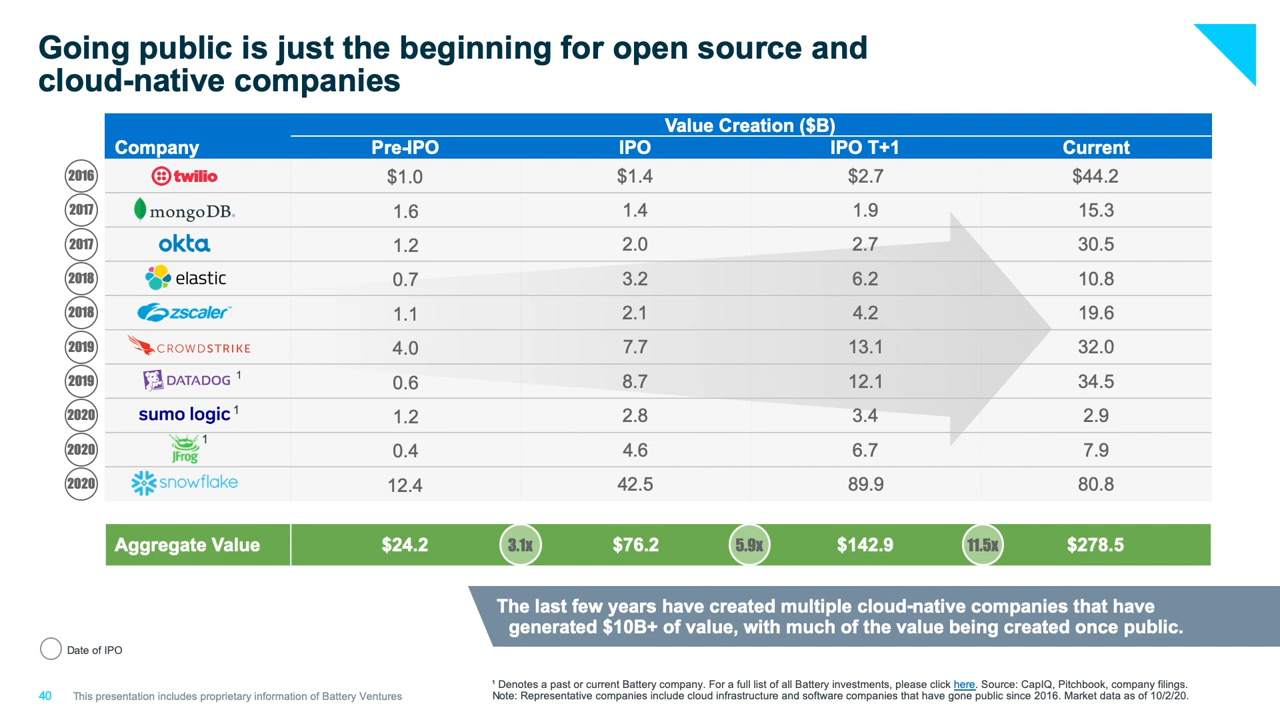 Going public is just the beginning for open source and
cloud-native companies
Value Creation ($B)
Company Pre-IPO IPO IPO T+1 Current
2016 twilio $1.0 $1.4 $2.7 $44.2
2017 mongoDB. 1.6 1.4 1.9 15.3
2017 okta 1.2 2.0 2.7 30.5
2018 elastic 0.7 3.2 6.2 10.8
2018 zscaler™ 1.1 2.1 4.2 19.6
2019 CROWDSTRIKE 4.0 7.7 13.1 32.0
2019 DATADOG 1 0.6 8.7 12.1 34.5
2020 sumo logic 1 1.2 2.8 3.4 2.9
2020 JFrog 1 0.4 4.6 6.7 7.9
2020 snowflake 12.4 42.5 89.9 80.8
Aggregate Value $24.2 3.1x $76.2 5.9x $142.9 11.5x $278.5
The last few years have created multiple cloud-native companies that have
generated $10B+ of value, with much of the value being created once public.
Date of IPO
¹ Denotes a past or current Battery company. For a full list of all Battery investments, please click here. Source: CapIQ, Pitchbook, company filings.
40 This presentation includes proprietary information of Battery Ventures
Note: Representative companies include cloud infrastructure and software companies that have gone public since 2016. Market data as of 10/2/20.